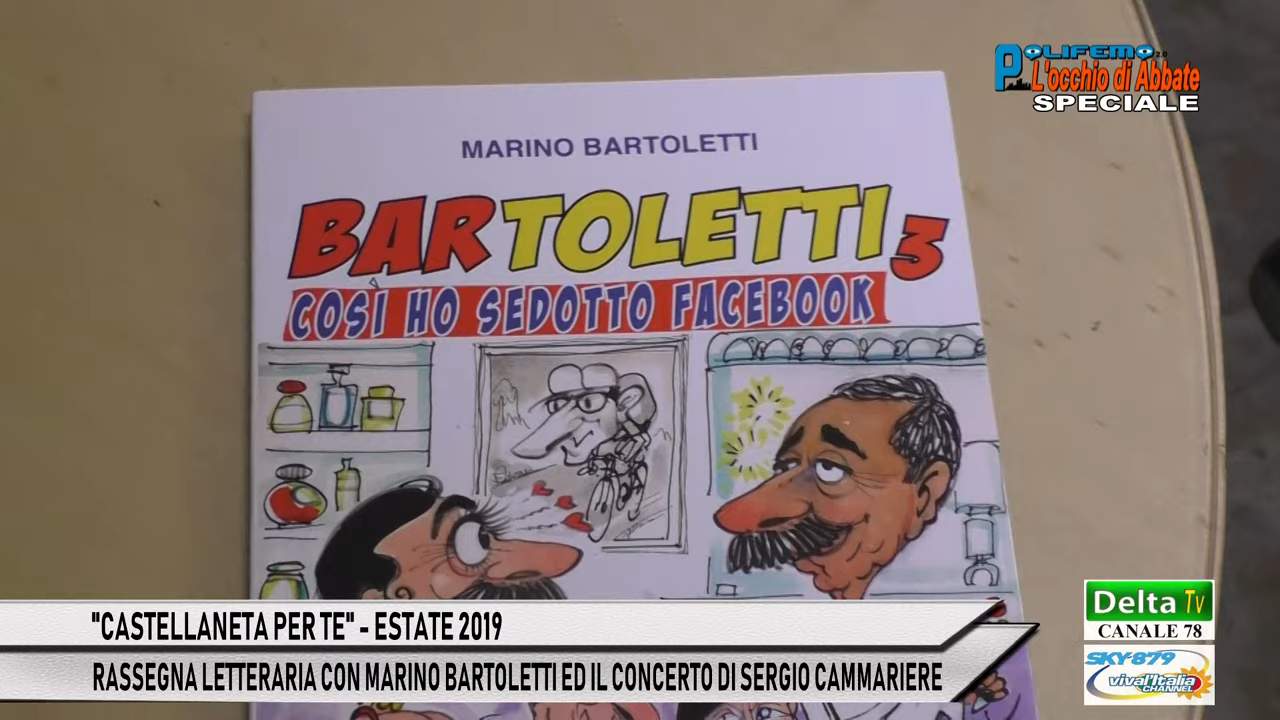 POLIFEMO 2.0
L'occhio di Abbate
SPECIALE
MARINO BARTOLETTI
BARTOLETTI 3
COSÌ HO SEDOTTO FACEBOOK
"CASTELLANETA PER TE" – ESTATE 2019
RASSEGNA LETTERARIA CON MARINO BARTOLETTI ED IL CONCERTO DI SERGIO CAMMARIERE
Delta Tv
CANALE 78
SKY-879
viva l'Italia
CHANNEL